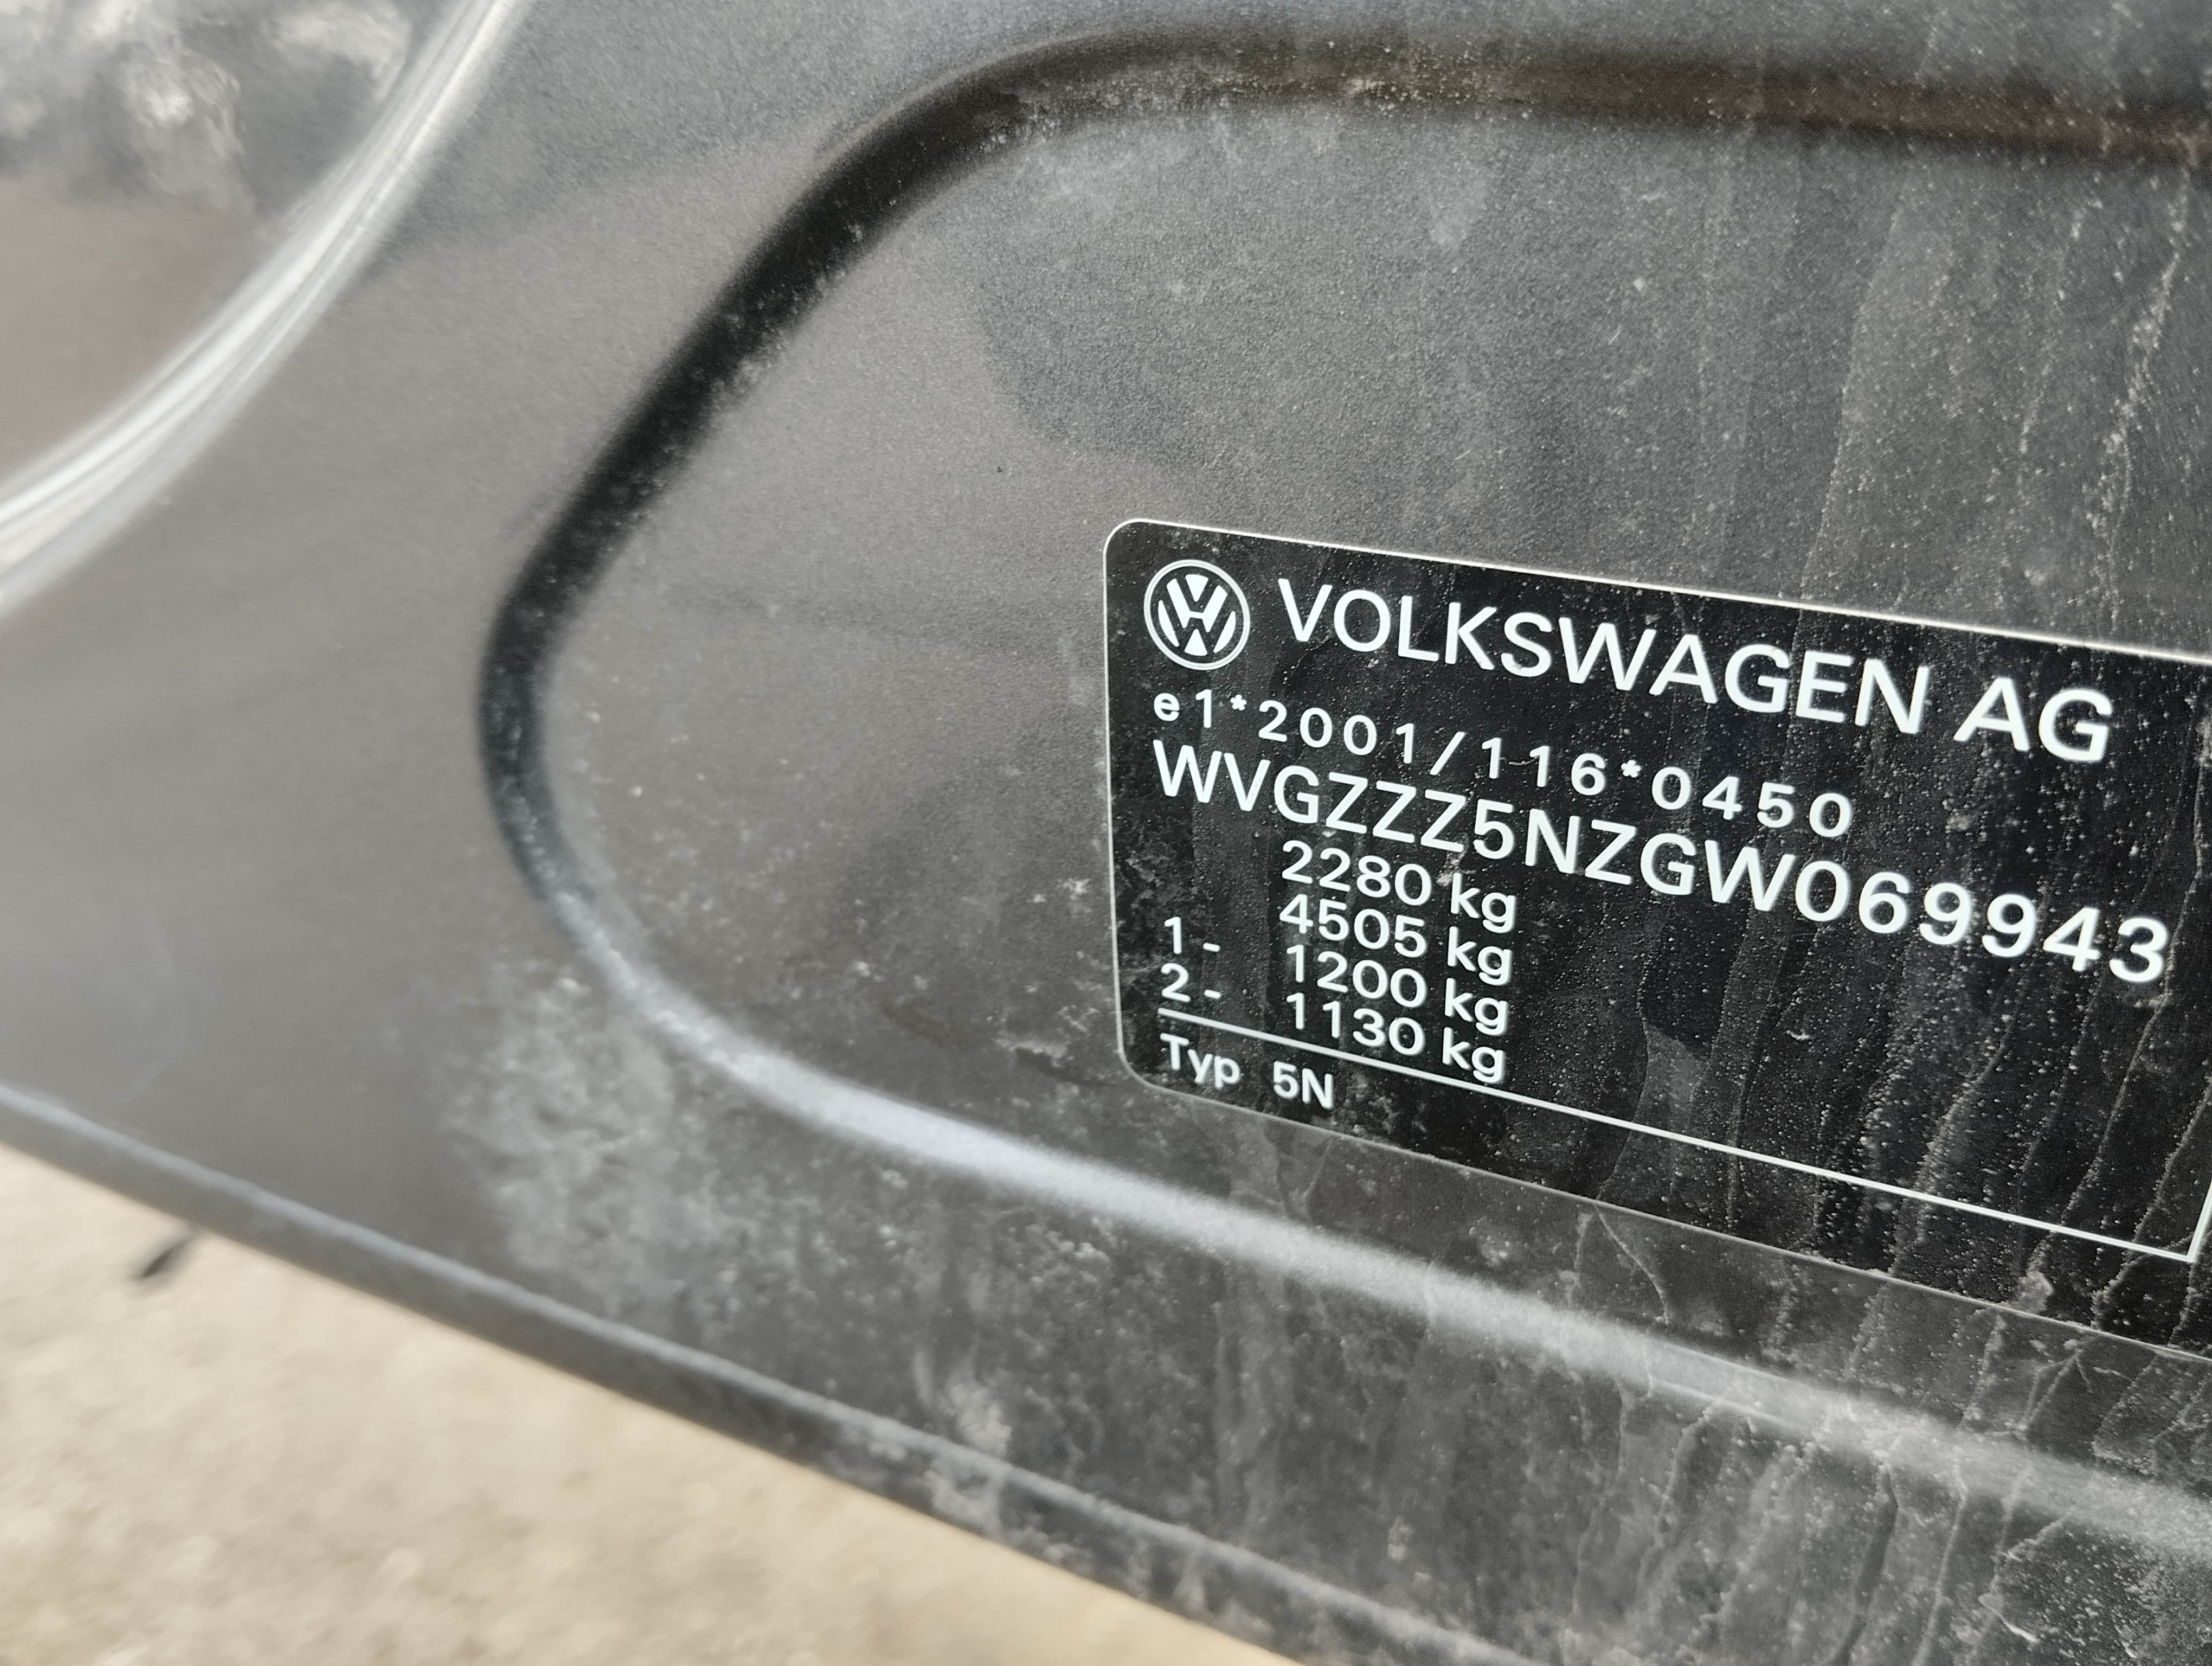 VOLKSWAGEN AG
e1*2001/116*0450
WVGZZZ5NZGW069943
2280 kg
4505 kg
1- 1200 kg
2- 1130 kg
Typ 5N